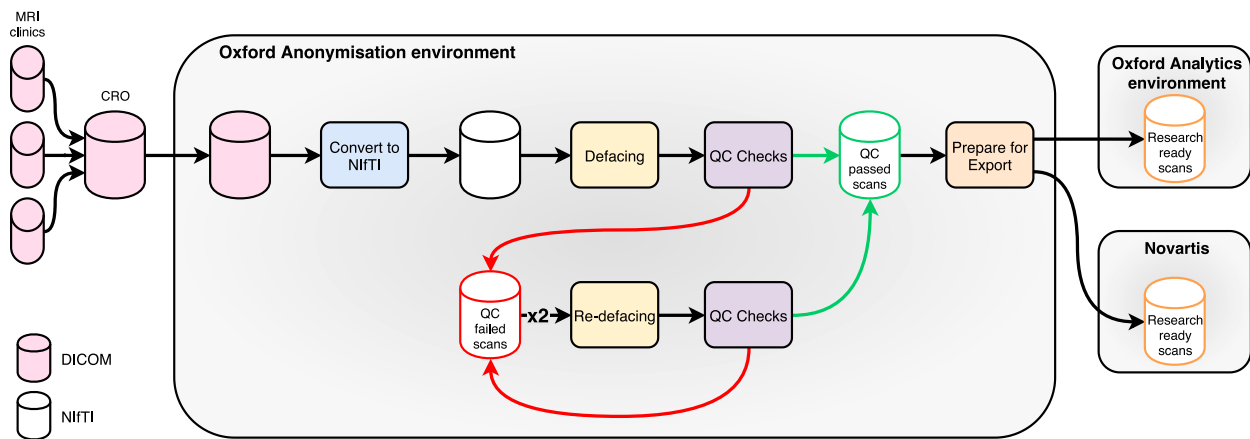 MRI
clinics
CRO
Oxford Anonymisation environment
Convert to
NIfTI
Defacing
QC Checks
QC
passed
scans
Prepare for
Export
Oxford Analytics
environment
Research
ready
scans
Novartis
Research
ready
scans
QC
failed
scans
x2
Re-defacing
QC Checks
DICOM
NIfTI